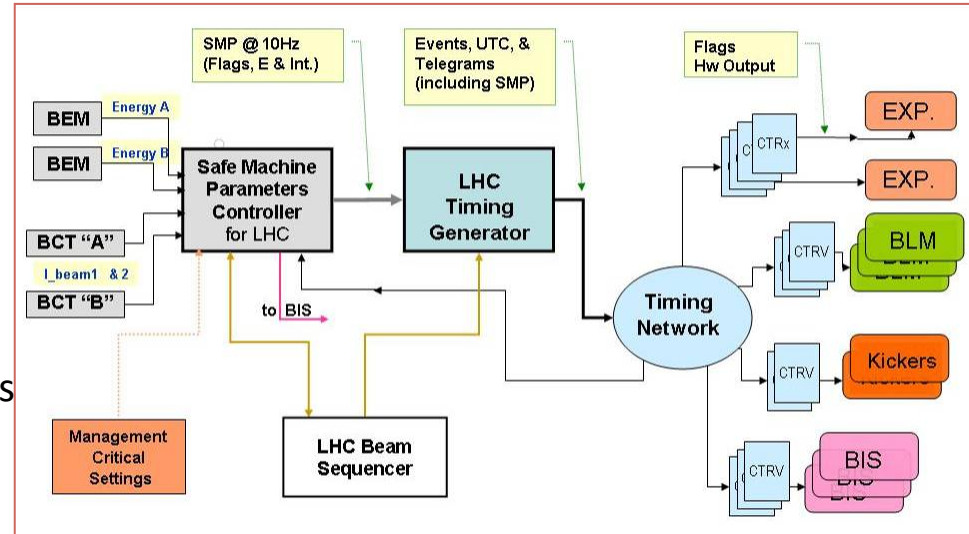 SMP @ 10Hz
(Flags, E & Int.)
Events, UTC, &
Telegrams
(including SMP)
Flags
Hw Output
BEM
Energy A
BEM
Energy B
BCT “A”
I_beam1 & 2
BCT “B”
Safe Machine
Parameters
Controller
for LHC
LHC
Timing
Generator
to BIS
Timing
Network
CTRx
EXP.
EXP.
CTRV
BLM
CTRV
Kickers
CTRV
BIS
BIS
S
Management
Critical
Settings
LHC Beam
Sequencer